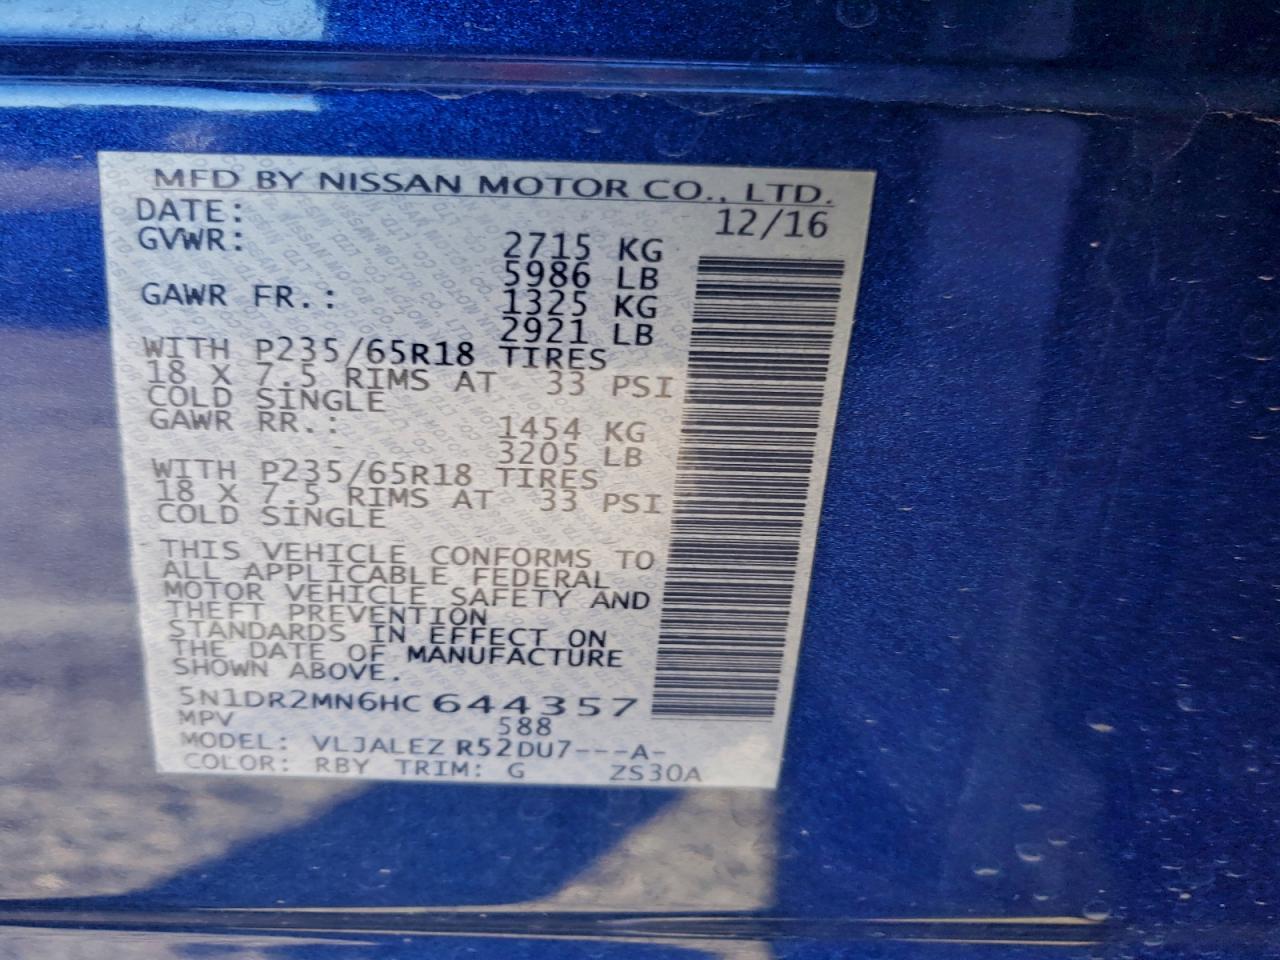 MFD BY NISSAN MOTOR CO., LTD.
DATE: 12/16
GVWR: 2715 KG
5986 LB
GAWR FR.: 1325 KG
2921 LB
WITH P235/65R18 TIRES
18 X 7.5 RIMS AT 33 PSI
COLD SINGLE
GAWR RR.: 1454 KG
3205 LB
WITH P235/65R18 TIRES
18 X 7.5 RIMS AT 33 PSI
COLD SINGLE
THIS VEHICLE CONFORMS TO
ALL APPLICABLE FEDERAL
MOTOR VEHICLE SAFETY AND
THEFT PREVENTION
STANDARDS IN EFFECT ON
THE DATE OF MANUFACTURE
SHOWN ABOVE.
5N1DR2MN6HC644357
MPV 588
MODEL: VLJALEZ R52DU7---A-
COLOR: RBY TRIM: G ZS30A